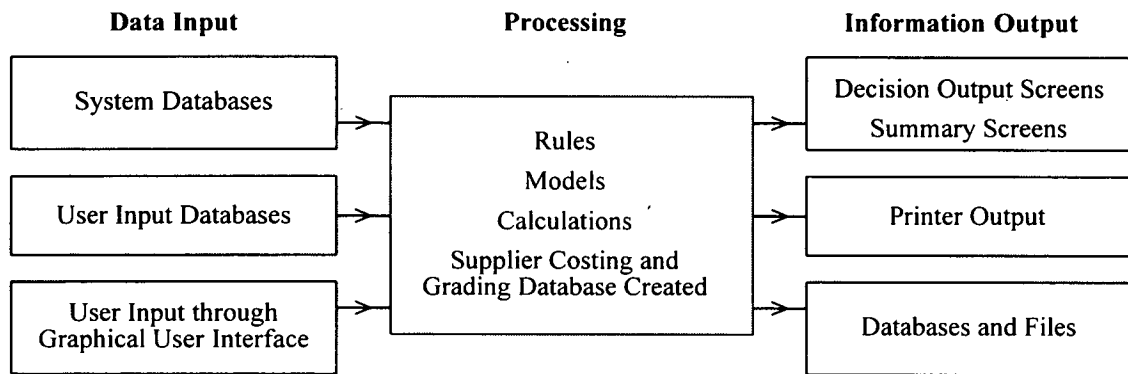 Data Input
Processing
Information Output
System Databases
User Input Databases
User Input through
Graphical User Interface
Rules
Models
Calculations
Supplier Costing and
Grading Database Created
Decision Output Screens
Summary Screens
Printer Output
Databases and Files